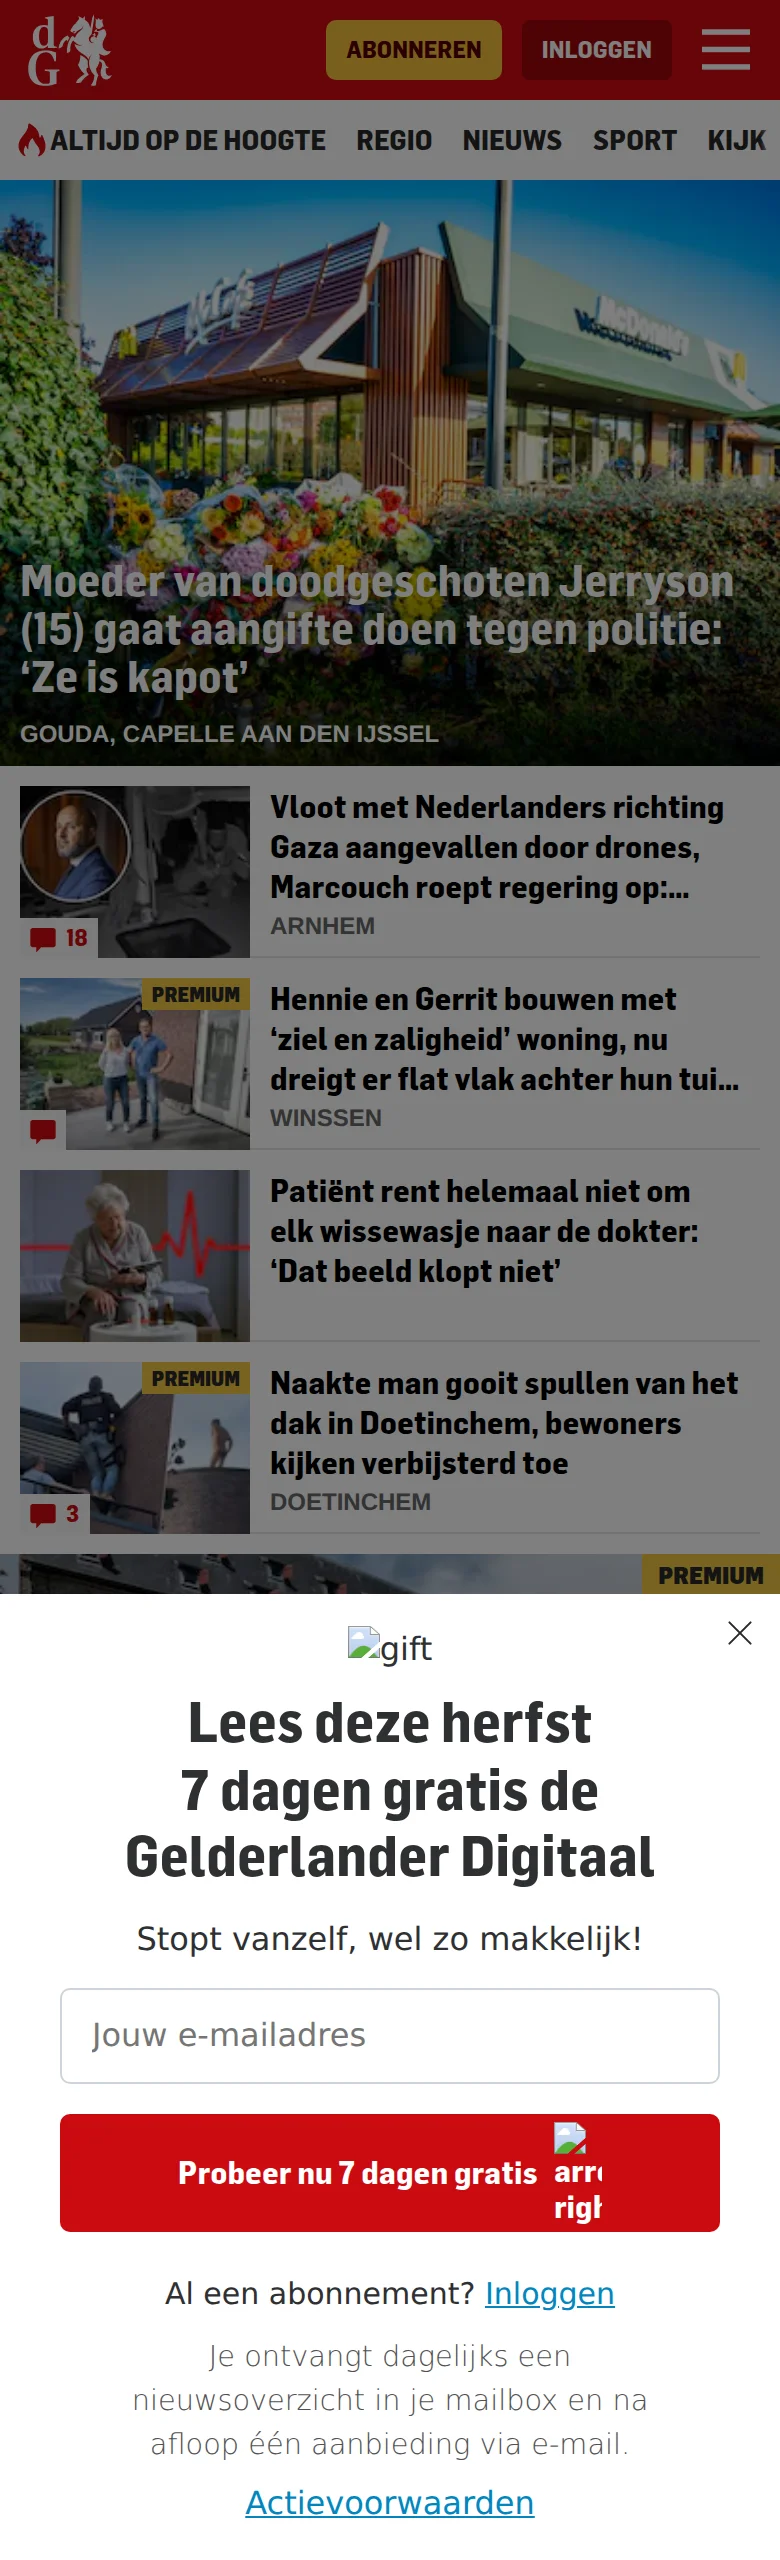 dG
ABONNEREN
INLOGGEN
ALTIJD OP DE HOOGTE
REGIO
NIEUWS
SPORT
KIJK
McCafé
McDonald's
Moeder van doodgeschoten Jerryson
(15) gaat aangifte doen tegen politie:
‘Ze is kapot’
GOUDA, CAPELLE AAN DEN IJSSEL
Vloot met Nederlanders richting
Gaza aangevallen door drones,
Marcouch roept regering op:...
ARNHEM
18
PREMIUM
Hennie en Gerrit bouwen met
‘ziel en zaligheid’ woning, nu
dreigt er flat vlak achter hun tui...
WINSSEN
Patiënt rent helemaal niet om
elk wissewasje naar de dokter:
‘Dat beeld klopt niet’
PREMIUM
Naakte man gooit spullen van het
dak in Doetinchem, bewoners
kijken verbijsterd toe
DOETINCHEM
3
PREMIUM
gift
Lees deze herfst
7 dagen gratis de
Gelderlander Digitaal
Stopt vanzelf, wel zo makkelijk!
Jouw e-mailadres
Probeer nu 7 dagen gratis
Al een abonnement? Inloggen
Je ontvangt dagelijks een
nieuwsoverzicht in je mailbox en na
afloop één aanbieding via e-mail.
Actievoorwaarden